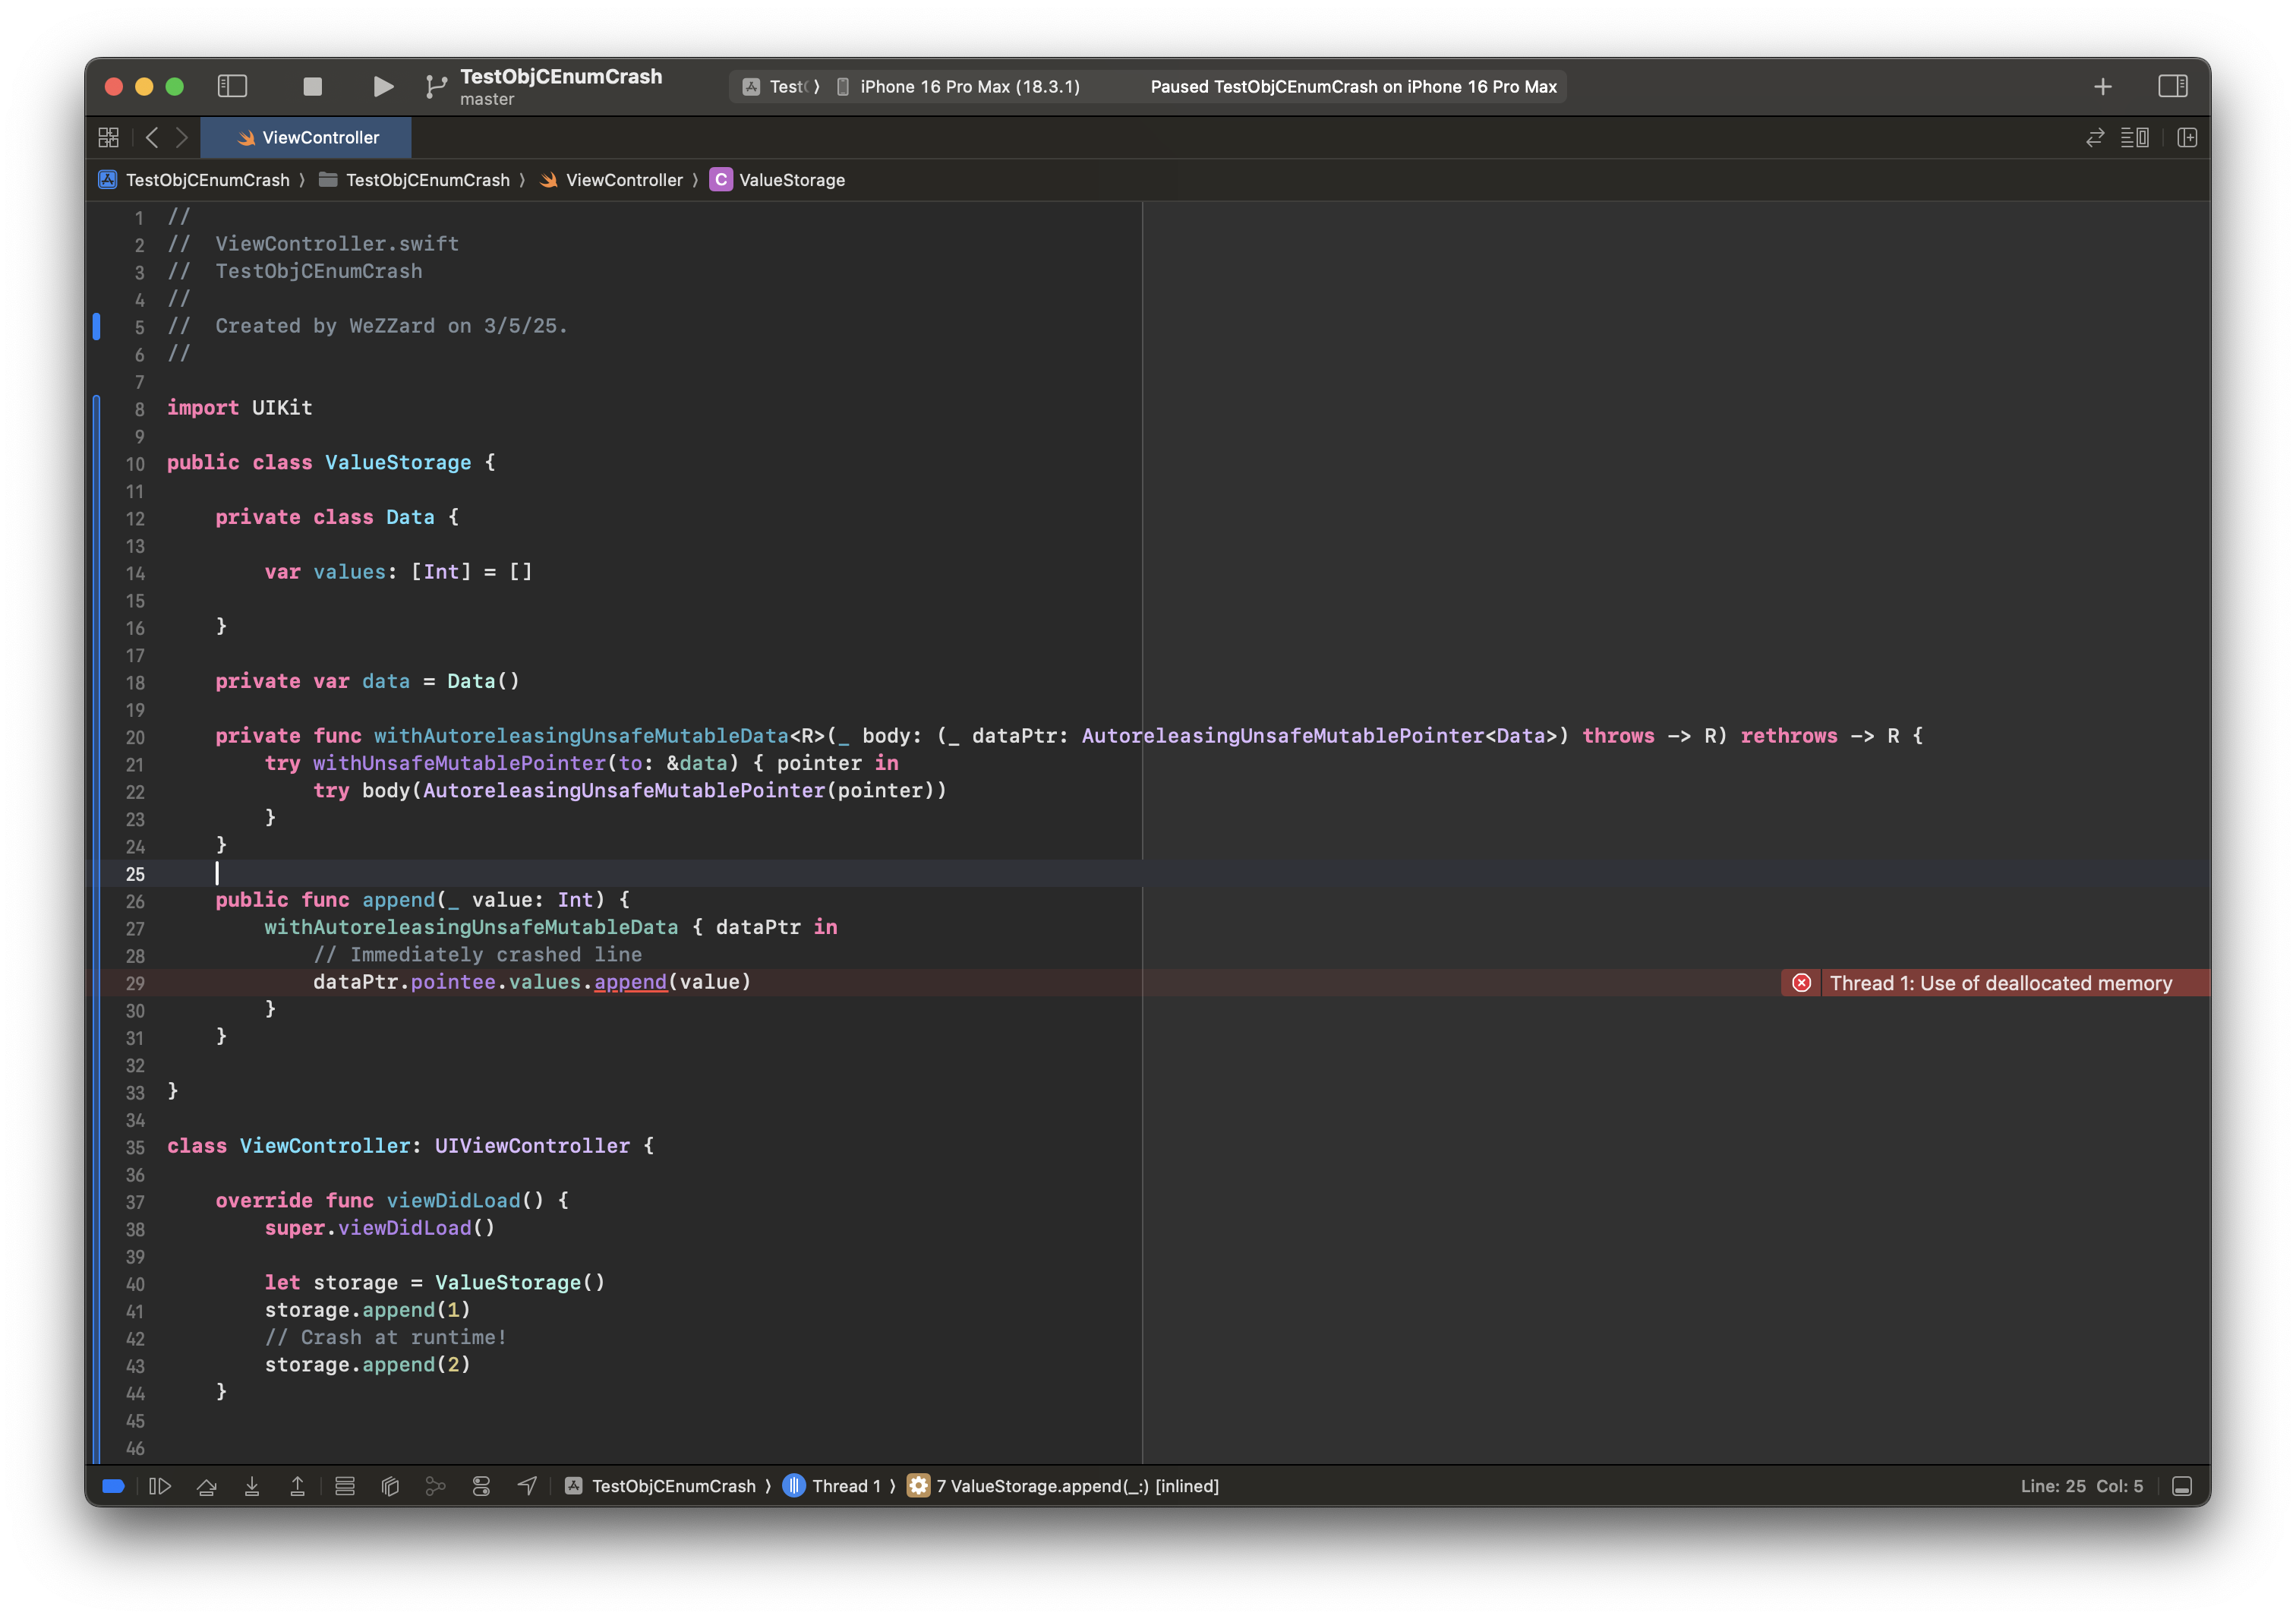 TestObjCEnumCrash
master
Test
iPhone 16 Pro Max (18.3.1)
Paused TestObjCEnumCrash on iPhone 16 Pro Max
ViewController
TestObjCEnumCrash ⟩ TestObjCEnumCrash ⟩ ViewController ⟩ C ValueStorage
1 //
2 //  ViewController.swift
3 //  TestObjCEnumCrash
4 //
5 //  Created by WeZZard on 3/5/25.
6 //
7
8 import UIKit
9
10 public class ValueStorage {
11
12     private class Data {
13
14         var values: [Int] = []
15
16     }
17
18     private var data = Data()
19
20     private func withAutoreleasingUnsafeMutableData<R>(_ body: (_ dataPtr: AutoreleasingUnsafeMutablePointer<Data>) throws -> R) rethrows -> R {
21         try withUnsafeMutablePointer(to: &data) { pointer in
22             try body(AutoreleasingUnsafeMutablePointer(pointer))
23         }
24     }
25
26     public func append(_ value: Int) {
27         withAutoreleasingUnsafeMutableData { dataPtr in
28             // Immediately crashed line
29             dataPtr.pointee.values.append(value)
Thread 1: Use of deallocated memory
30         }
31     }
32
33 }
34
35 class ViewController: UIViewController {
36
37     override func viewDidLoad() {
38         super.viewDidLoad()
39
40         let storage = ValueStorage()
41         storage.append(1)
42         // Crash at runtime!
43         storage.append(2)
44     }
45
46
TestObjCEnumCrash ⟩ Thread 1 ⟩ 7 ValueStorage.append(_:) [inlined]
Line: 25 Col: 5